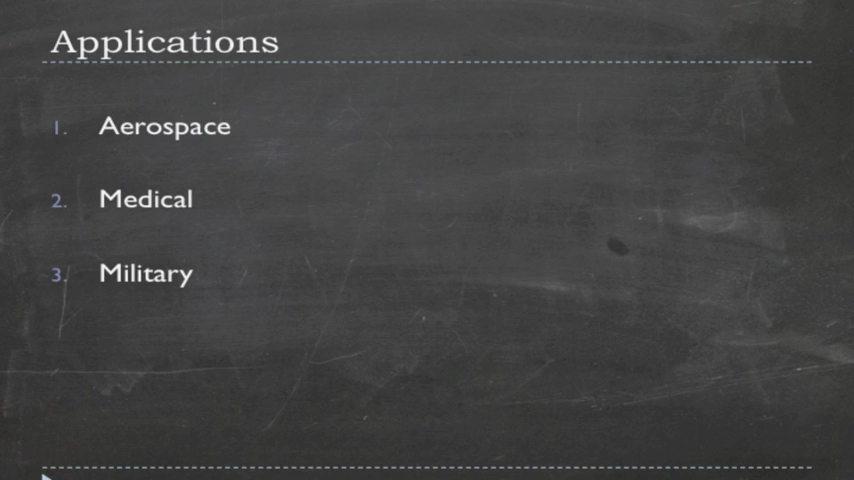 Applications
1. Aerospace
2. Medical
3. Military